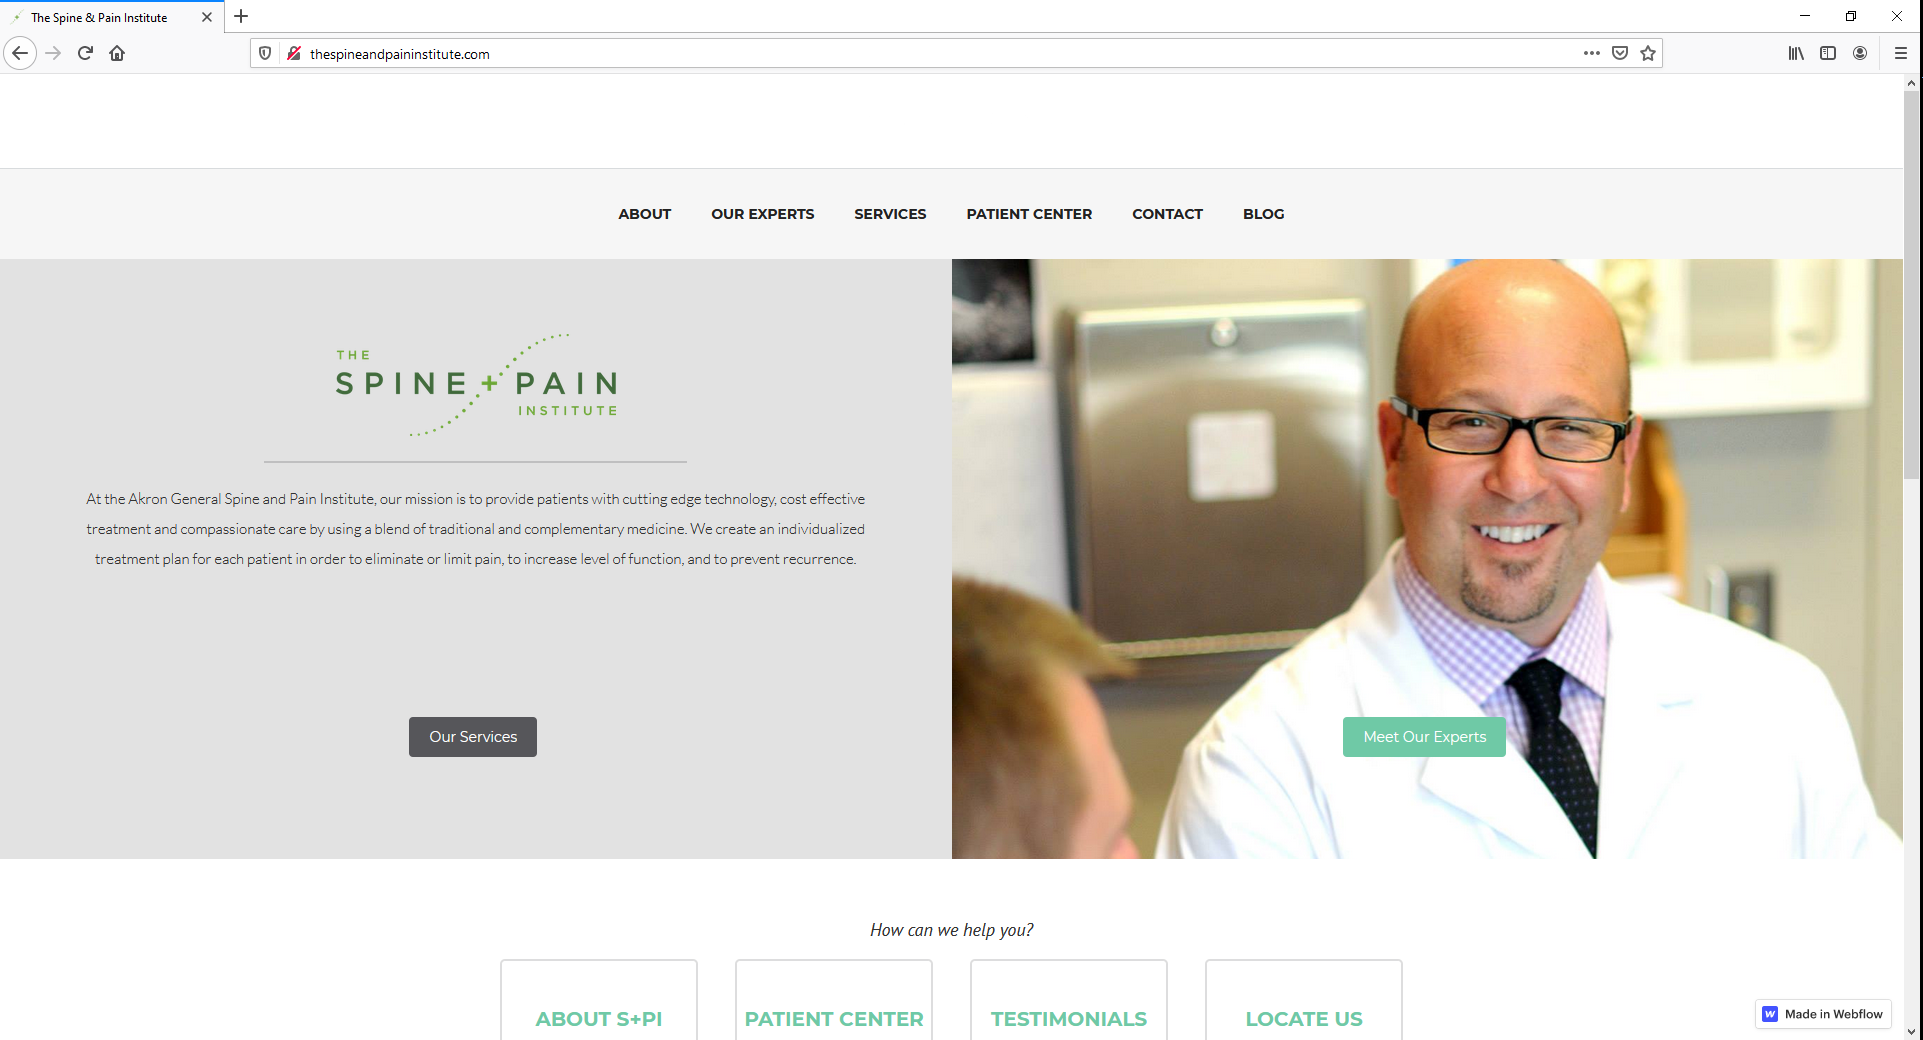 The Spine & Pain Institute
thespineandpaininstitute.com
ABOUT OUR EXPERTS SERVICES PATIENT CENTER CONTACT BLOG
THE
SPINE + PAIN
INSTITUTE
At the Akron General Spine and Pain Institute, our mission is to provide patients with cutting edge technology, cost effective
treatment and compassionate care by using a blend of traditional and complementary medicine. We create an individualized
treatment plan for each patient in order to eliminate or limit pain, to increase level of function, and to prevent recurrence.
Our Services
Meet Our Experts
How can we help you?
ABOUT S+PI
PATIENT CENTER
TESTIMONIALS
LOCATE US
Made in Webflow